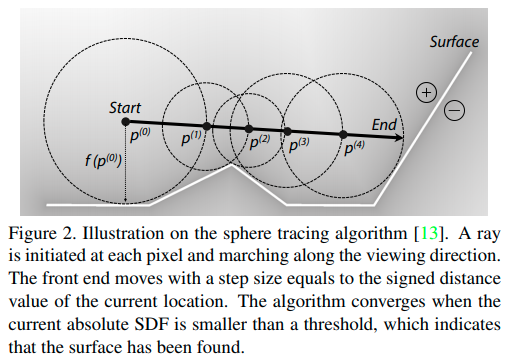 Surface
Start
p(0)
p(1)
p(2)
p(3)
p(4)
End
f(p(0))
+
−
Figure 2. Illustration on the sphere tracing algorithm [13]. A ray
is initiated at each pixel and marching along the viewing direction.
The front end moves with a step size equals to the signed distance
value of the current location. The algorithm converges when the
current absolute SDF is smaller than a threshold, which indicates
that the surface has been found.